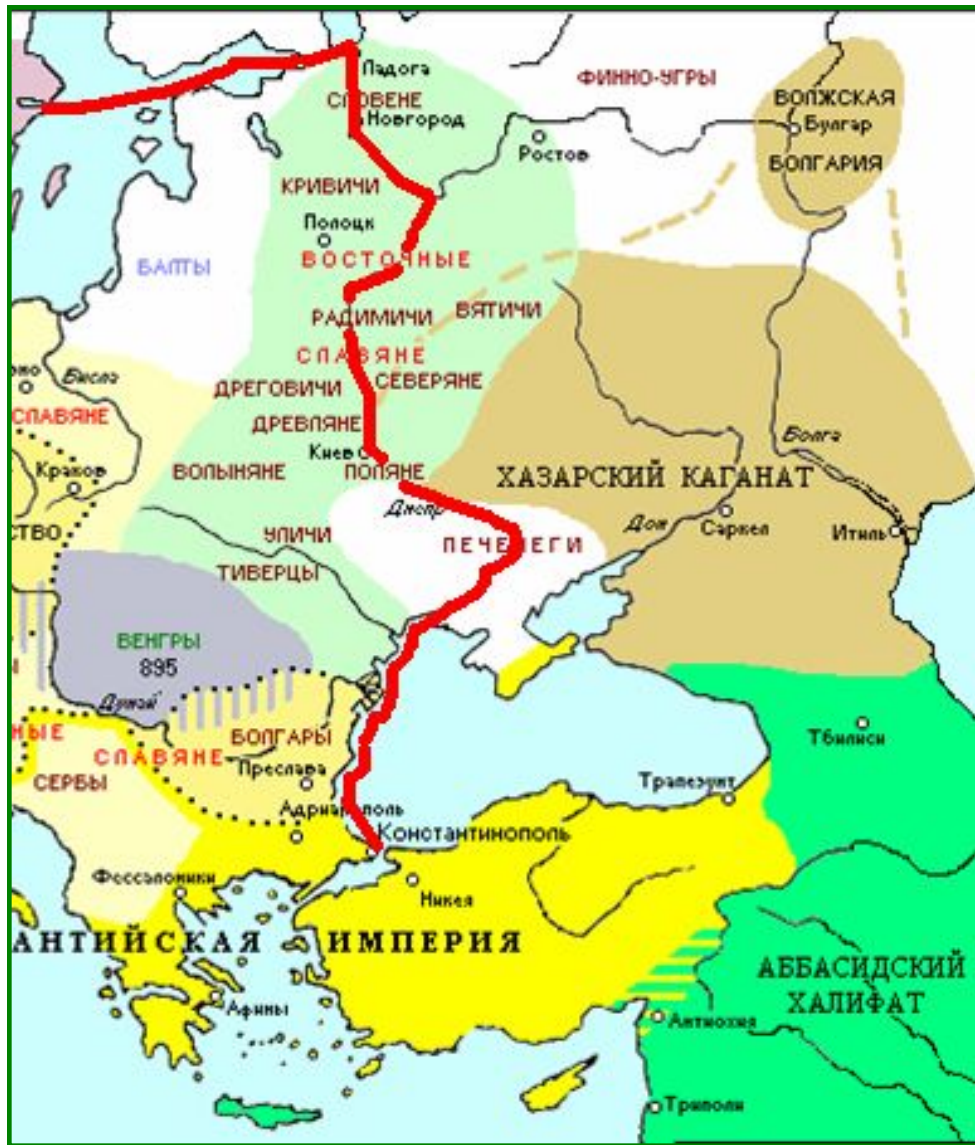 Ладога
ФИННО-УГРЫ
СЛОВЕНЕ
Новгород
ВОЛЖСКАЯ
Булгар
БОЛГАРИЯ
Ростов
КРИВИЧИ
Полоцк
ВОСТОЧНЫЕ
БАЛТЫ
РАДИМИЧИ
ВЯТИЧИ
СЛАВЯНЕ
Висла
ДРЕГОВИЧИ
СЕВЕРЯНЕ
СЛАВЯНЕ
ДРЕВЛЯНЕ
Киев
Волга
Краков
ВОЛЫНЯНЕ
ПОЛЯНЕ
ХАЗАРСКИЙ КАГАНАТ
Днепр
Дон
Саркел
Итиль
СТВО
УЛИЧИ
ПЕЧЕНЕГИ
ТИВЕРЦЫ
ВЕНГРЫ
895
Дунай
НЫЕ
СЛАВЯНЕ
БОЛГАРЫ
Тбилиси
СЕРБЫ
Преслава
Трапезунт
Адрианополь
Константинополь
Фессалоники
Никея
АНТИЙСКАЯ ИМПЕРИЯ
АББАСИДСКИЙ
ХАЛИФАТ
Афины
Антиохия
Триполи